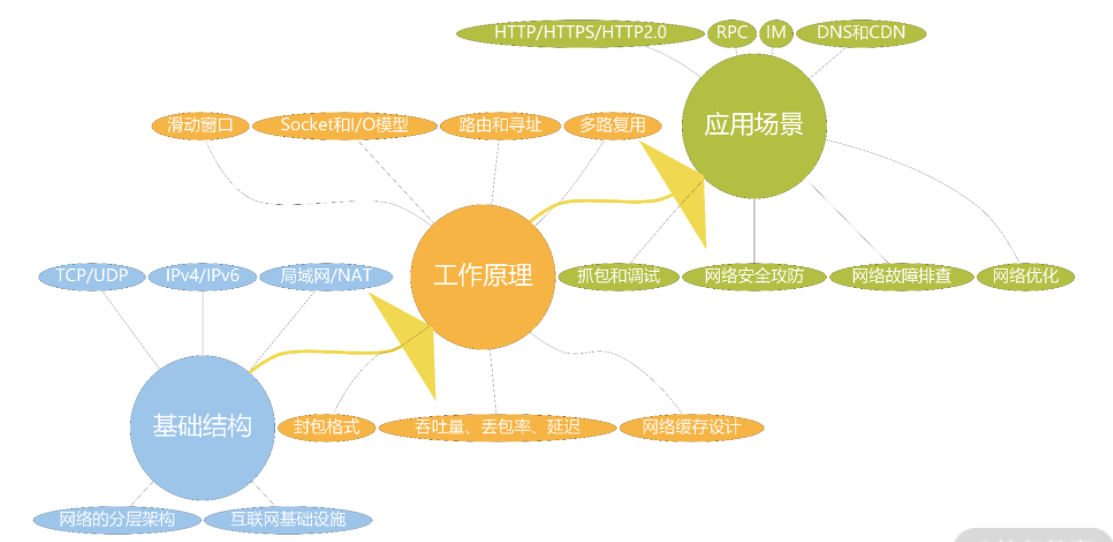 HTTP/HTTPS/HTTP2.0
RPC
IM
DNS和CDN
应用场景
滑动窗口
Socket和I/O模型
路由和寻址
多路复用
工作原理
抓包和调试
网络安全攻防
网络故障排查
网络优化
TCP/UDP
IPv4/IPv6
局域网/NAT
基础结构
封包格式
吞吐量、丢包率、延迟
网络缓存设计
网络的分层架构
互联网基础设施